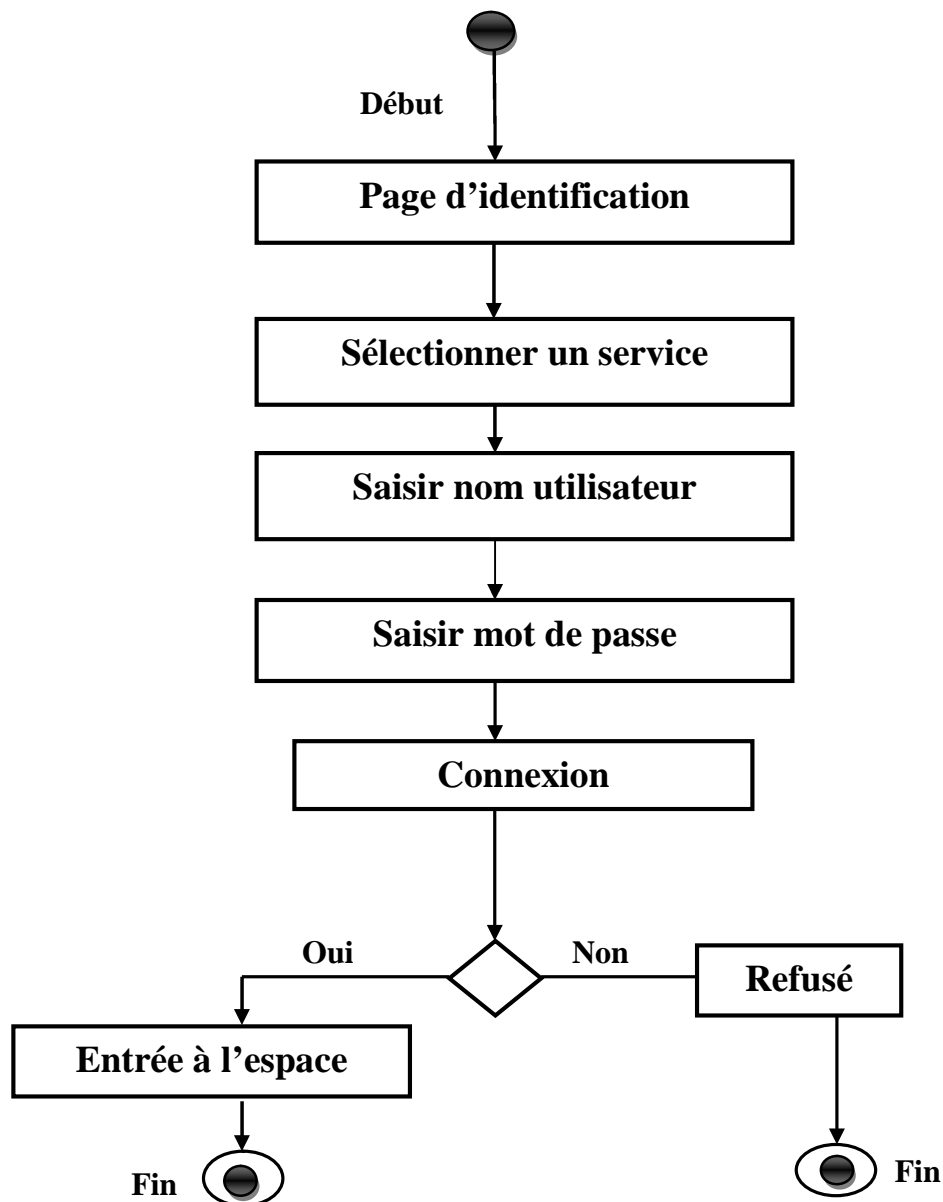 Début
Page d’identification
Sélectionner un service
Saisir nom utilisateur
Saisir mot de passe
Connexion
Oui
Non
Refusé
Entrée à l’espace
Fin
Fin